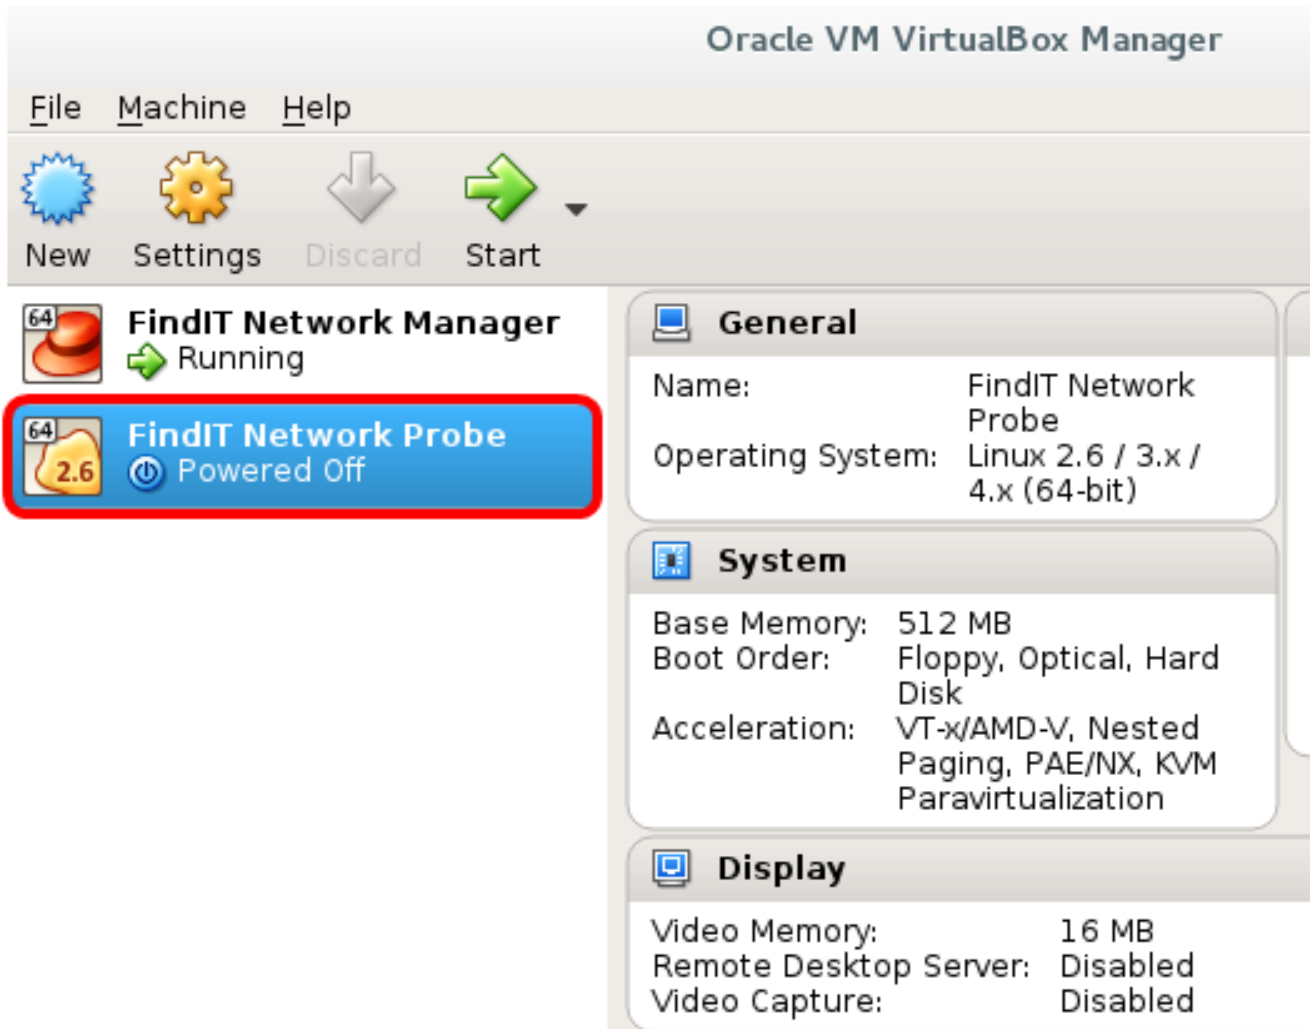 Oracle VM VirtualBox Manager
File Machine Help
New Settings Discard Start
64 FindIT Network Manager
Running
64 2.6 FindIT Network Probe
Powered Off
General
Name: FindIT Network
Probe
Operating System: Linux 2.6 / 3.x /
4.x (64-bit)
System
Base Memory: 512 MB
Boot Order: Floppy, Optical, Hard
Disk
Acceleration: VT-x/AMD-V, Nested
Paging, PAE/NX, KVM
Paravirtualization
Display
Video Memory: 16 MB
Remote Desktop Server: Disabled
Video Capture: Disabled